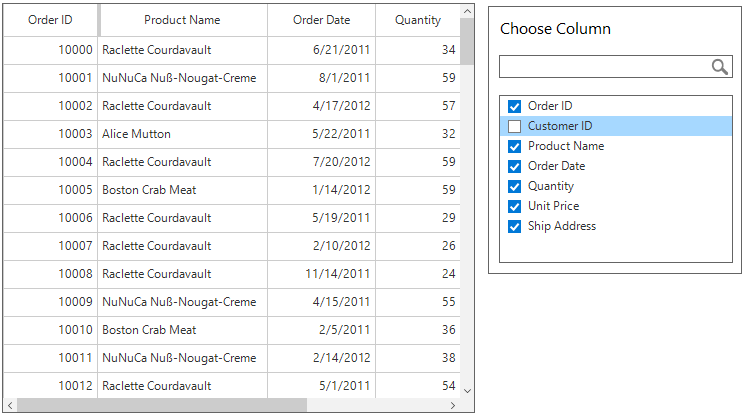 Order ID Product Name Order Date Quantity
10000 Raclette Courdavault 6/21/2011 34
10001 NuNuCa Nuß-Nougat-Creme 8/1/2011 59
10002 Raclette Courdavault 4/17/2012 57
10003 Alice Mutton 5/22/2011 32
10004 Raclette Courdavault 7/20/2012 59
10005 Boston Crab Meat 1/14/2012 59
10006 Raclette Courdavault 5/19/2011 29
10007 Raclette Courdavault 2/10/2012 26
10008 Raclette Courdavault 11/14/2011 24
10009 NuNuCa Nuß-Nougat-Creme 4/15/2011 55
10010 Boston Crab Meat 2/5/2011 36
10011 NuNuCa Nuß-Nougat-Creme 2/14/2012 38
10012 Raclette Courdavault 5/1/2011 54
Choose Column
Order ID
Customer ID
Product Name
Order Date
Quantity
Unit Price
Ship Address